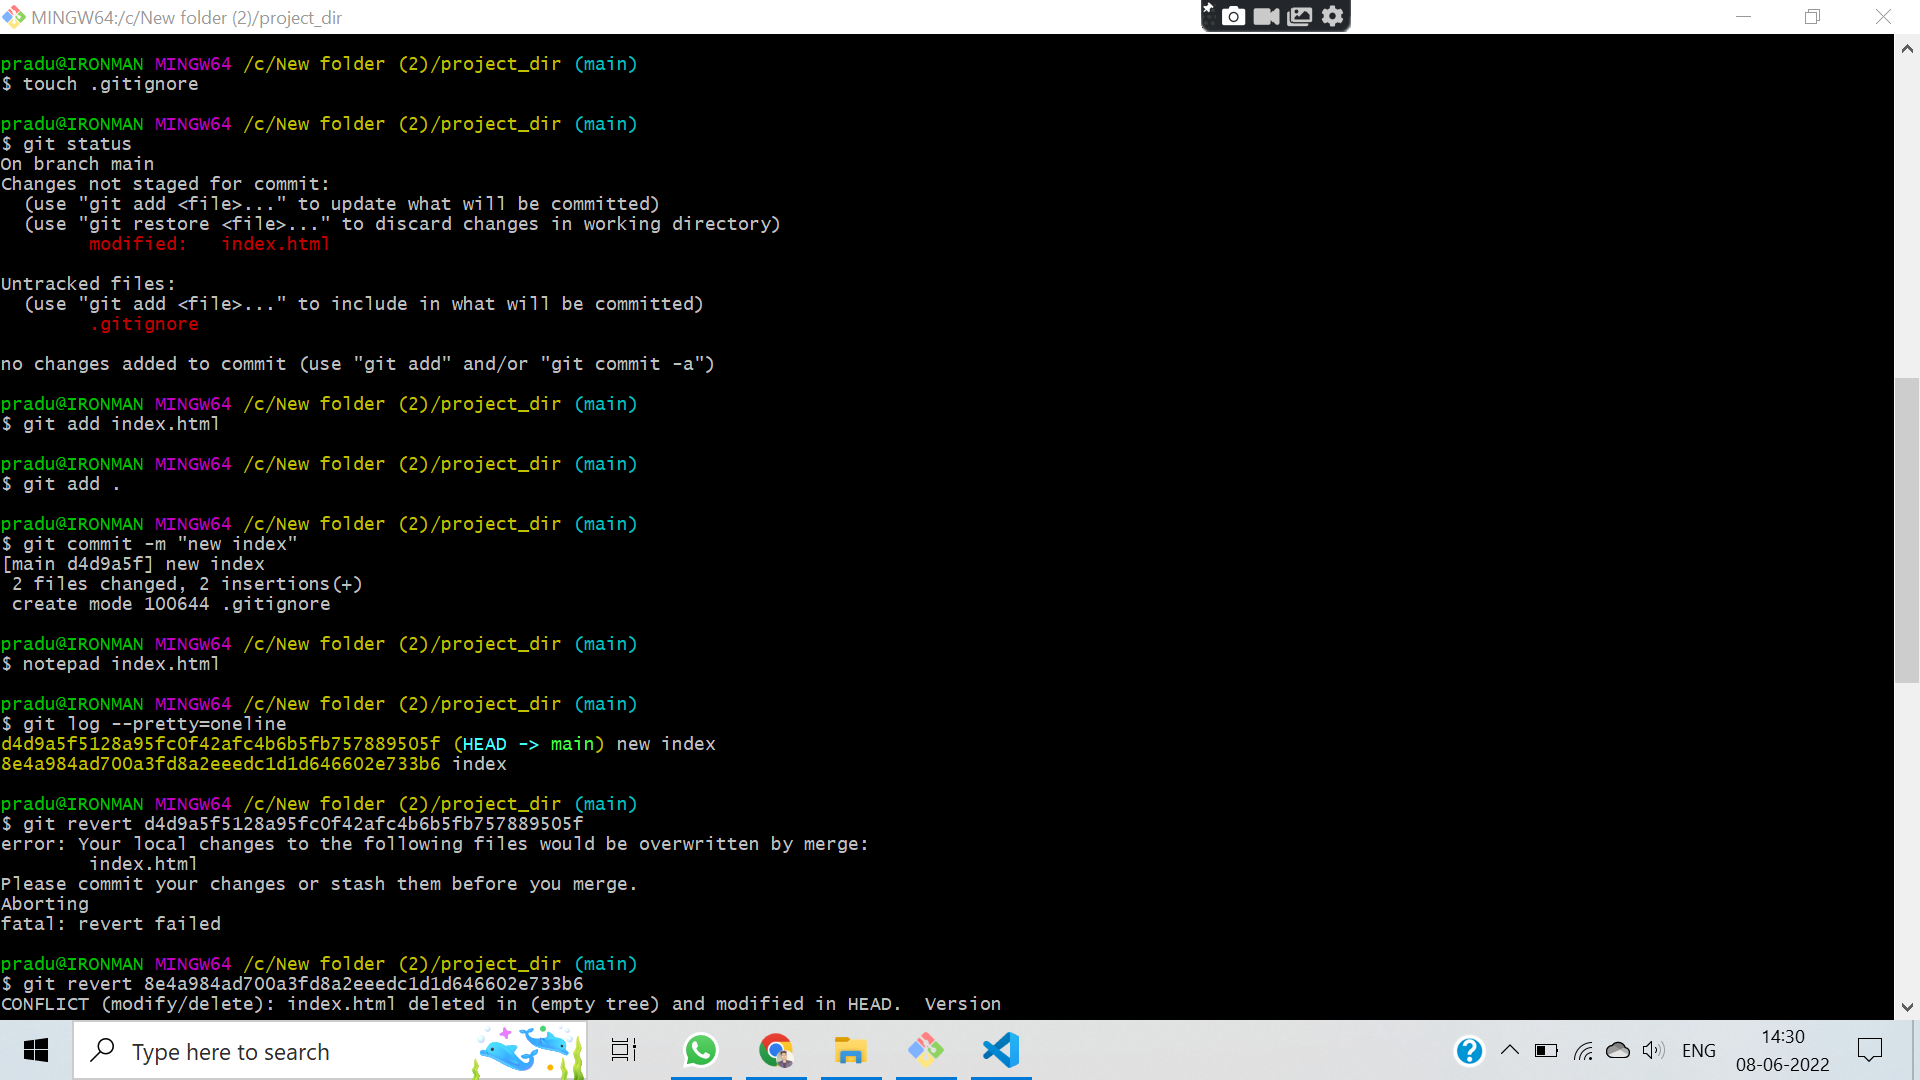 MINGW64:/c/New folder (2)/project_dir
pradu@IRONMAN MINGW64 /c/New folder (2)/project_dir (main)
$ touch .gitignore
pradu@IRONMAN MINGW64 /c/New folder (2)/project_dir (main)
$ git status
On branch main
Changes not staged for commit:
  (use "git add <file>..." to update what will be committed)
  (use "git restore <file>..." to discard changes in working directory)
        modified:   index.html
Untracked files:
  (use "git add <file>..." to include in what will be committed)
        .gitignore
no changes added to commit (use "git add" and/or "git commit -a")
pradu@IRONMAN MINGW64 /c/New folder (2)/project_dir (main)
$ git add index.html
pradu@IRONMAN MINGW64 /c/New folder (2)/project_dir (main)
$ git add .
pradu@IRONMAN MINGW64 /c/New folder (2)/project_dir (main)
$ git commit -m "new index"
[main d4d9a5f] new index
 2 files changed, 2 insertions(+)
 create mode 100644 .gitignore
pradu@IRONMAN MINGW64 /c/New folder (2)/project_dir (main)
$ notepad index.html
pradu@IRONMAN MINGW64 /c/New folder (2)/project_dir (main)
$ git log --pretty=oneline
d4d9a5f5128a95fc0f42afc4b6b5fb757889505f (HEAD -> main) new index
8e4a984ad700a3fd8a2eeedc1d1d646602e733b6 index
pradu@IRONMAN MINGW64 /c/New folder (2)/project_dir (main)
$ git revert d4d9a5f5128a95fc0f42afc4b6b5fb757889505f
error: Your local changes to the following files would be overwritten by merge:
        index.html
Please commit your changes or stash them before you merge.
Aborting
fatal: revert failed
pradu@IRONMAN MINGW64 /c/New folder (2)/project_dir (main)
$ git revert 8e4a984ad700a3fd8a2eeedc1d1d646602e733b6
CONFLICT (modify/delete): index.html deleted in (empty tree) and modified in HEAD.  Version
Type here to search
ENG
14:30
08-06-2022